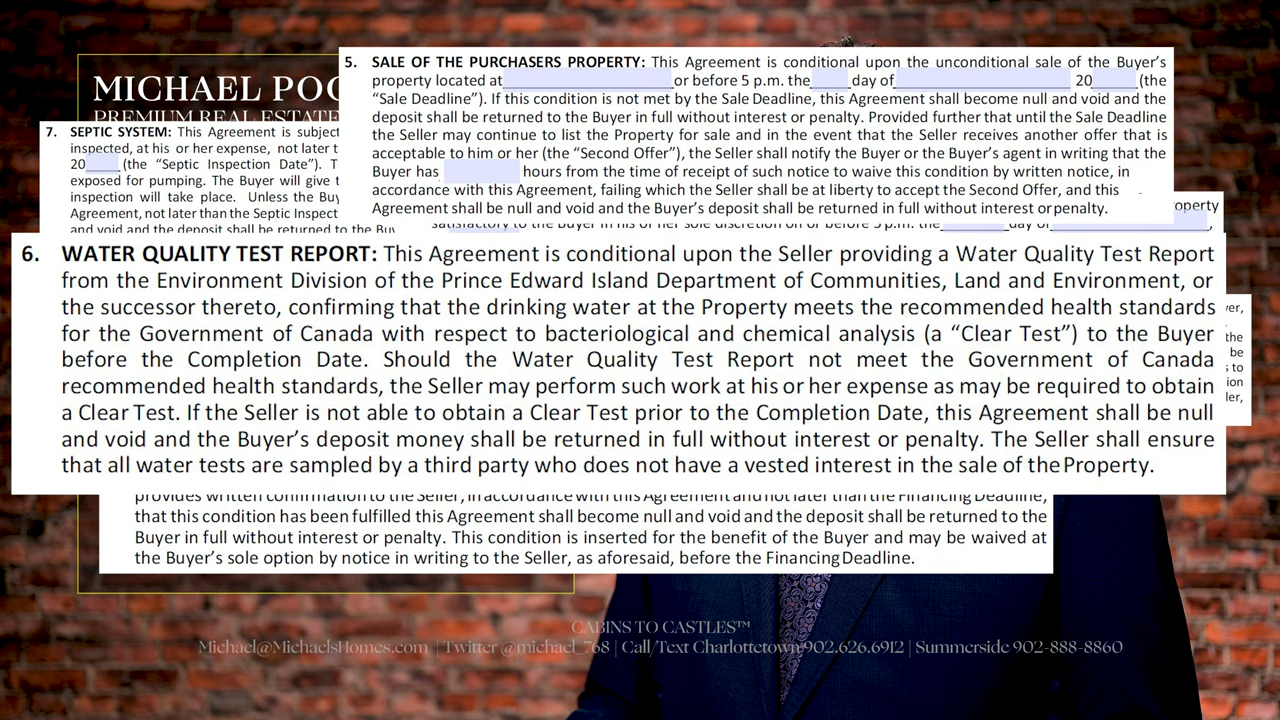 MICHAEL POO
PREMIUM REAL ESTATE
5. SALE OF THE PURCHASERS PROPERTY: This Agreement is conditional upon the unconditional sale of the Buyer’s
property located at or before 5 p.m. the day of 20 (the
“Sale Deadline”). If this condition is not met by the Sale Deadline, this Agreement shall become null and void and the
deposit shall be returned to the Buyer in full without interest or penalty. Provided further that until the Sale Deadline
the Seller may continue to list the Property for sale and in the event that the Seller receives another offer that is
acceptable to him or her (the “Second Offer”), the Seller shall notify the Buyer or the Buyer’s agent in writing that the
Buyer has hours from the time of receipt of such notice to waive this condition by written notice, in
accordance with this Agreement, failing which the Seller shall be at liberty to accept the Second Offer, and this
Agreement shall be null and void and the Buyer’s deposit shall be returned in full without interest or penalty.
7. SEPTIC SYSTEM: This Agreement is subject
inspected, at his or her expense, not later t
20 (the “Septic Inspection Date”). T
exposed for pumping. The Buyer will give t
inspection will take place. Unless the Buy
Agreement, not later than the Septic Inspect
and void and the deposit shall be returned to the Buy
roperty
satisfactory to the Buyer in his or her sole discretion on or before 5 p.m. the day of ,
6. WATER QUALITY TEST REPORT: This Agreement is conditional upon the Seller providing a Water Quality Test Report
from the Environment Division of the Prince Edward Island Department of Communities, Land and Environment, or
the successor thereto, confirming that the drinking water at the Property meets the recommended health standards
for the Government of Canada with respect to bacteriological and chemical analysis (a “Clear Test”) to the Buyer
before the Completion Date. Should the Water Quality Test Report not meet the Government of Canada
recommended health standards, the Seller may perform such work at his or her expense as may be required to obtain
a Clear Test. If the Seller is not able to obtain a Clear Test prior to the Completion Date, this Agreement shall be null
and void and the Buyer’s deposit money shall be returned in full without interest or penalty. The Seller shall ensure
that all water tests are sampled by a third party who does not have a vested interest in the sale of the Property.
yer,
the
be
s to
ion
ler,
provides written confirmation to the Seller, in accordance with this Agreement and not later than the Financing Deadline,
that this condition has been fulfilled this Agreement shall become null and void and the deposit shall be returned to the
Buyer in full without interest or penalty. This condition is inserted for the benefit of the Buyer and may be waived at
the Buyer’s sole option by notice in writing to the Seller, as aforesaid, before the Financing Deadline.
CABINS TO CASTLES™
Michael@MichaelsHomes.com | Twitter @michael_768 | Call/Text Charlottetown 902.626.6912 | Summerside 902-888-8860